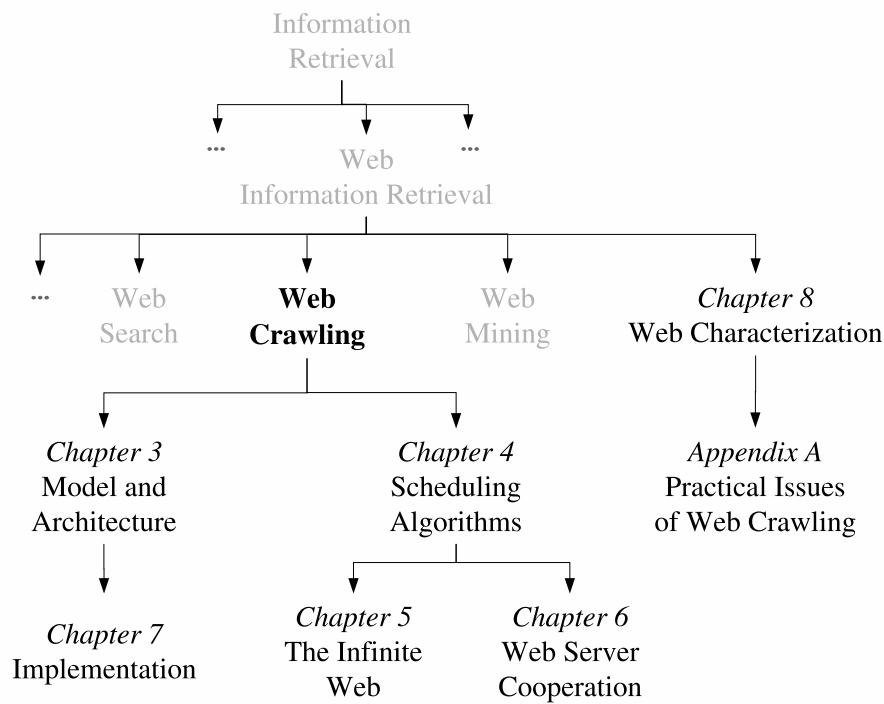 Information
Retrieval
...
...
Web
Information Retrieval
...
Web
Search
Web
Crawling
Web
Mining
Chapter 8
Web Characterization
Chapter 3
Model and
Architecture
Chapter 4
Scheduling
Algorithms
Appendix A
Practical Issues
of Web Crawling
Chapter 7
Implementation
Chapter 5
The Infinite
Web
Chapter 6
Web Server
Cooperation